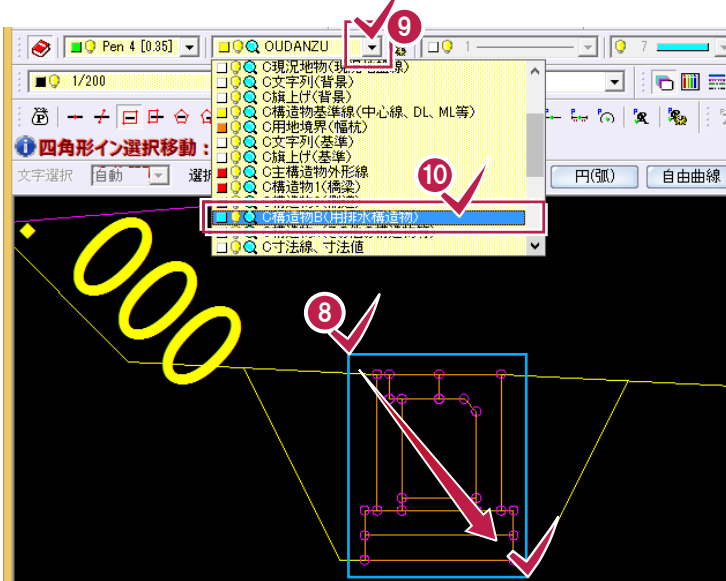 9
Pen 4 [0.35]
OUDANZU
1
7
1/200
C現況地物(現況地盤線)
C文字列(背景)
C旗上げ(背景)
C構造物基準線(中心線、DL、ML等)
C用地境界(幅杭)
C文字列(基準)
C旗上げ(基準)
C主構造物外形線
C構造物1(橋梁)
C構造物B(用排水構造物)
C寸法線、寸法値
四角形イン選択移動:
文字選択
自動
選択
10
円(弧)
自由曲線
000
8